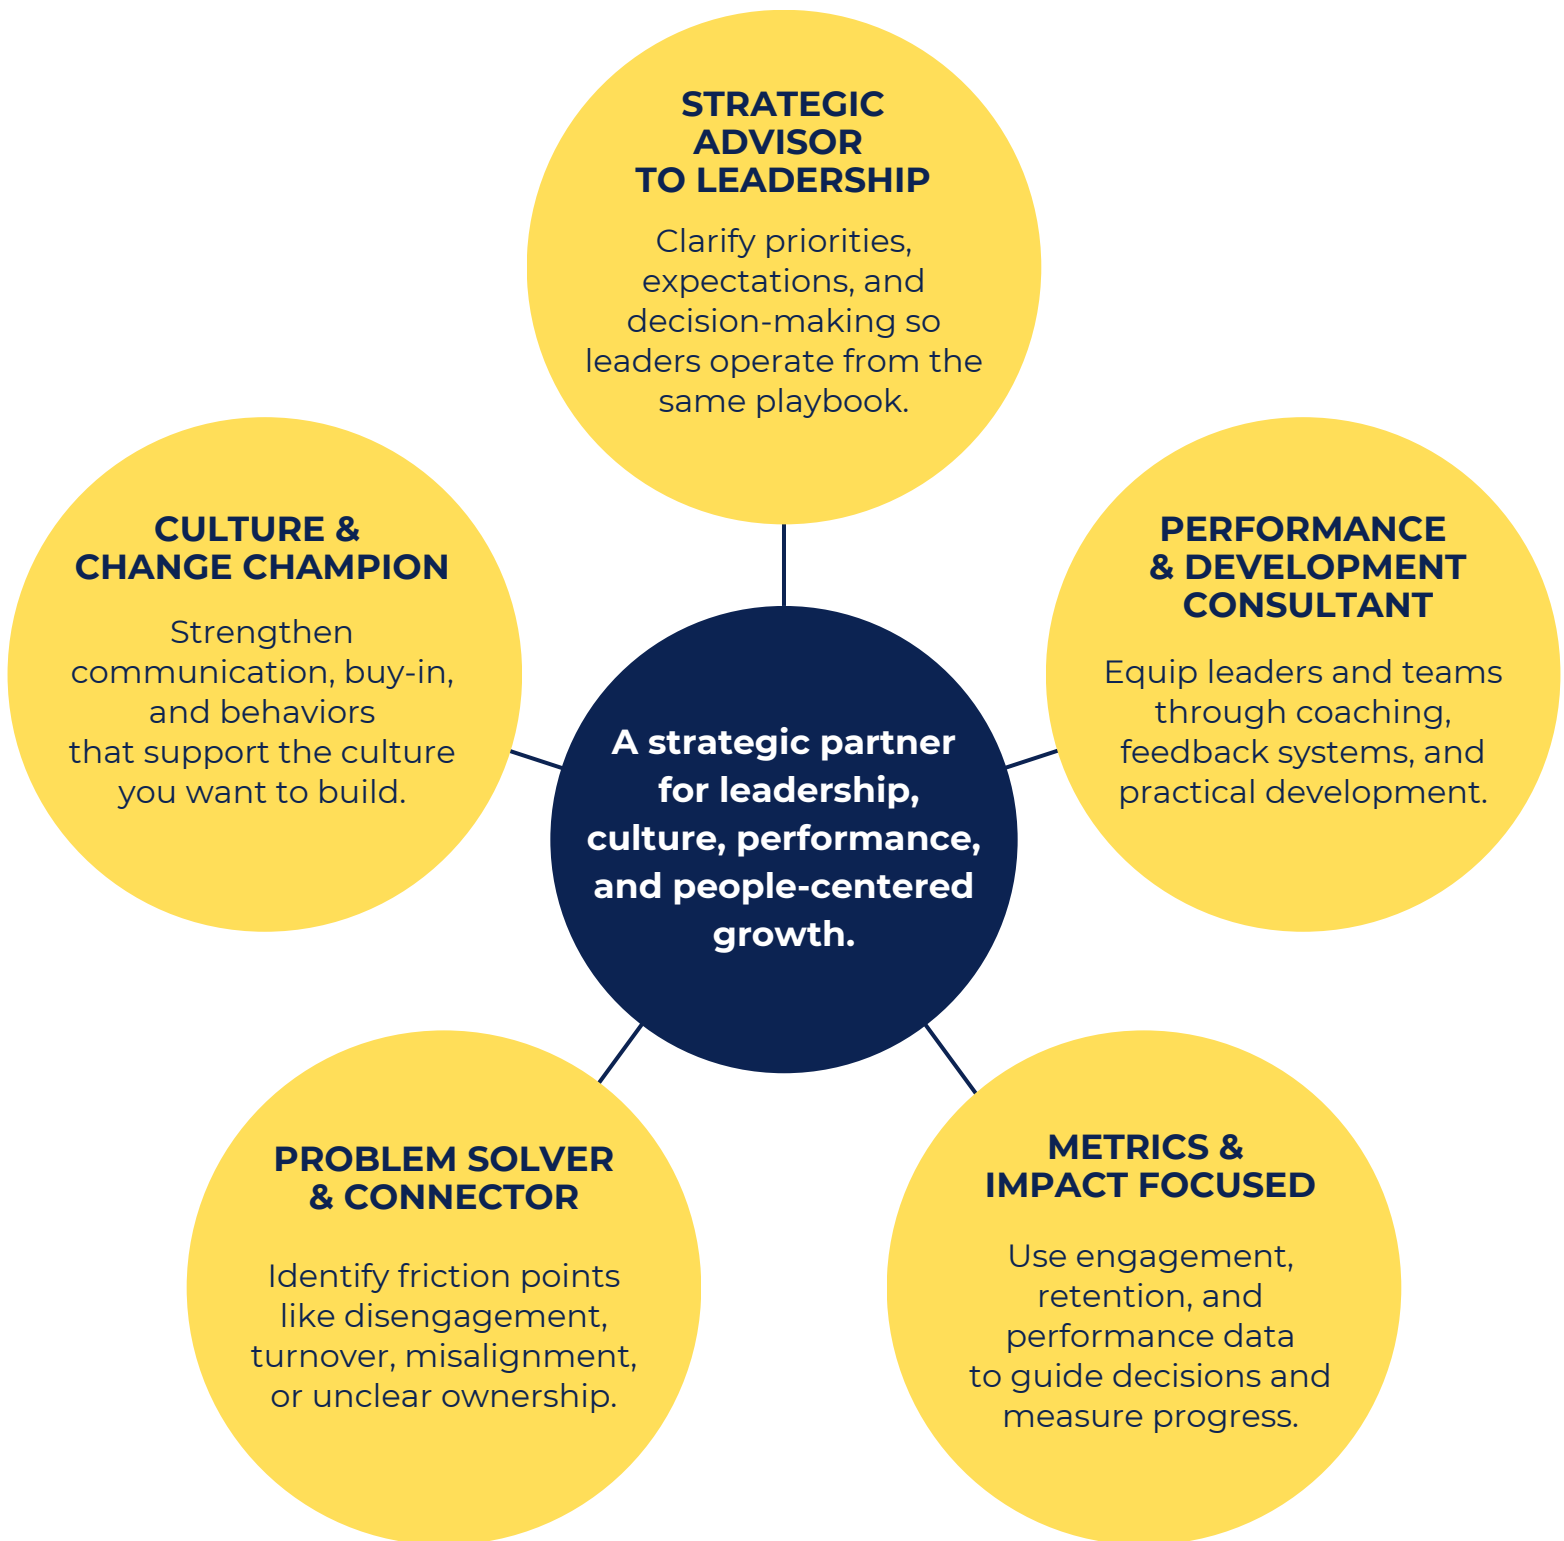 STRATEGIC
ADVISOR
TO LEADERSHIP
Clarify priorities,
expectations, and
decision-making so
leaders operate from the
same playbook.
CULTURE &
CHANGE CHAMPION
Strengthen
communication, buy-in,
and behaviors
that support the culture
you want to build.
PERFORMANCE
& DEVELOPMENT
CONSULTANT
Equip leaders and teams
through coaching,
feedback systems, and
practical development.
A strategic partner
for leadership,
culture, performance,
and people-centered
growth.
PROBLEM SOLVER
& CONNECTOR
Identify friction points
like disengagement,
turnover, misalignment,
or unclear ownership.
METRICS &
IMPACT FOCUSED
Use engagement,
retention, and
performance data
to guide decisions and
measure progress.